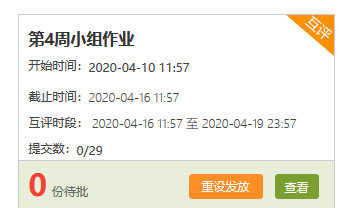 互评
第4周小组作业
开始时间：2020-04-10 11:57
截止时间：2020-04-16 11:57
互评时段： 2020-04-16 11:57 至 2020-04-19 23:57
提交数：0/29
0 份待批 重设发放 查看